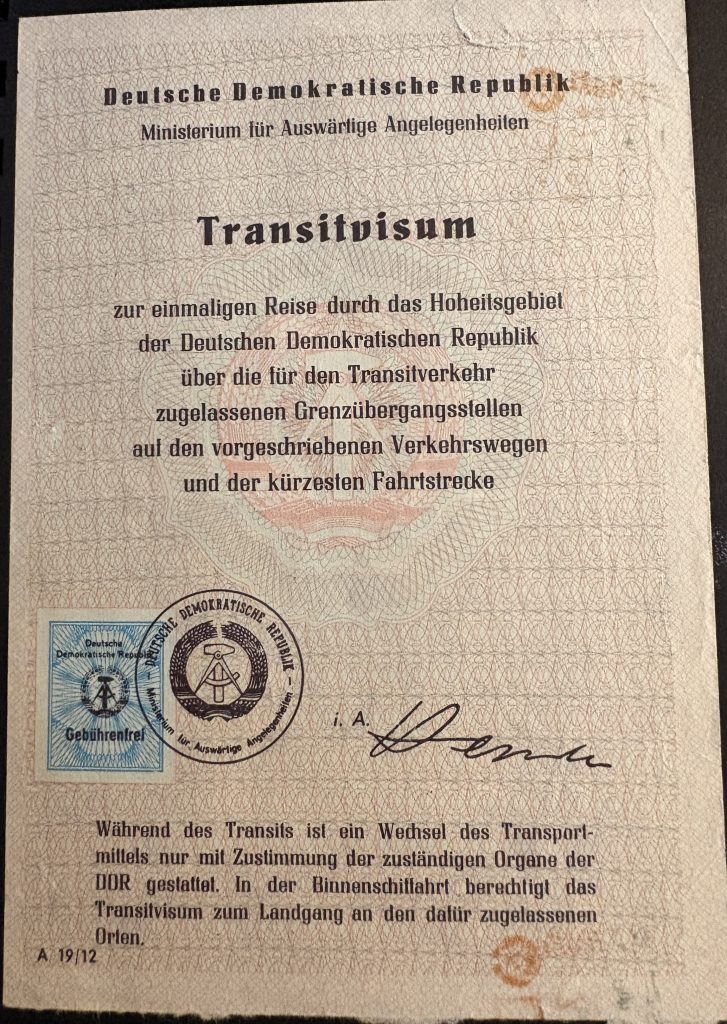 Deutsche Demokratische Republik
Ministerium für Auswärtige Angelegenheiten
Transitvisum
zur einmaligen Reise durch das Hoheitsgebiet
der Deutschen Demokratischen Republik
über die für den Transitverkehr
zugelassenen Grenzübergangsstellen
auf den vorgeschriebenen Verkehrswegen
und der kürzesten Fahrtstrecke
Deutsche
Demokratische Republik
Gebührenfrei
DEUTSCHE DEMOKRATISCHE REPUBLIK
Ministerium für Auswärtige Angelegenheiten
i. A.
Während des Transits ist ein Wechsel des Transport-
mittels nur mit Zustimmung der zuständigen Organe der
DDR gestattet. In der Binnenschiffahrt berechtigt das
Transitvisum zum Landgang an den dafür zugelassenen
Orten.
A 19/12